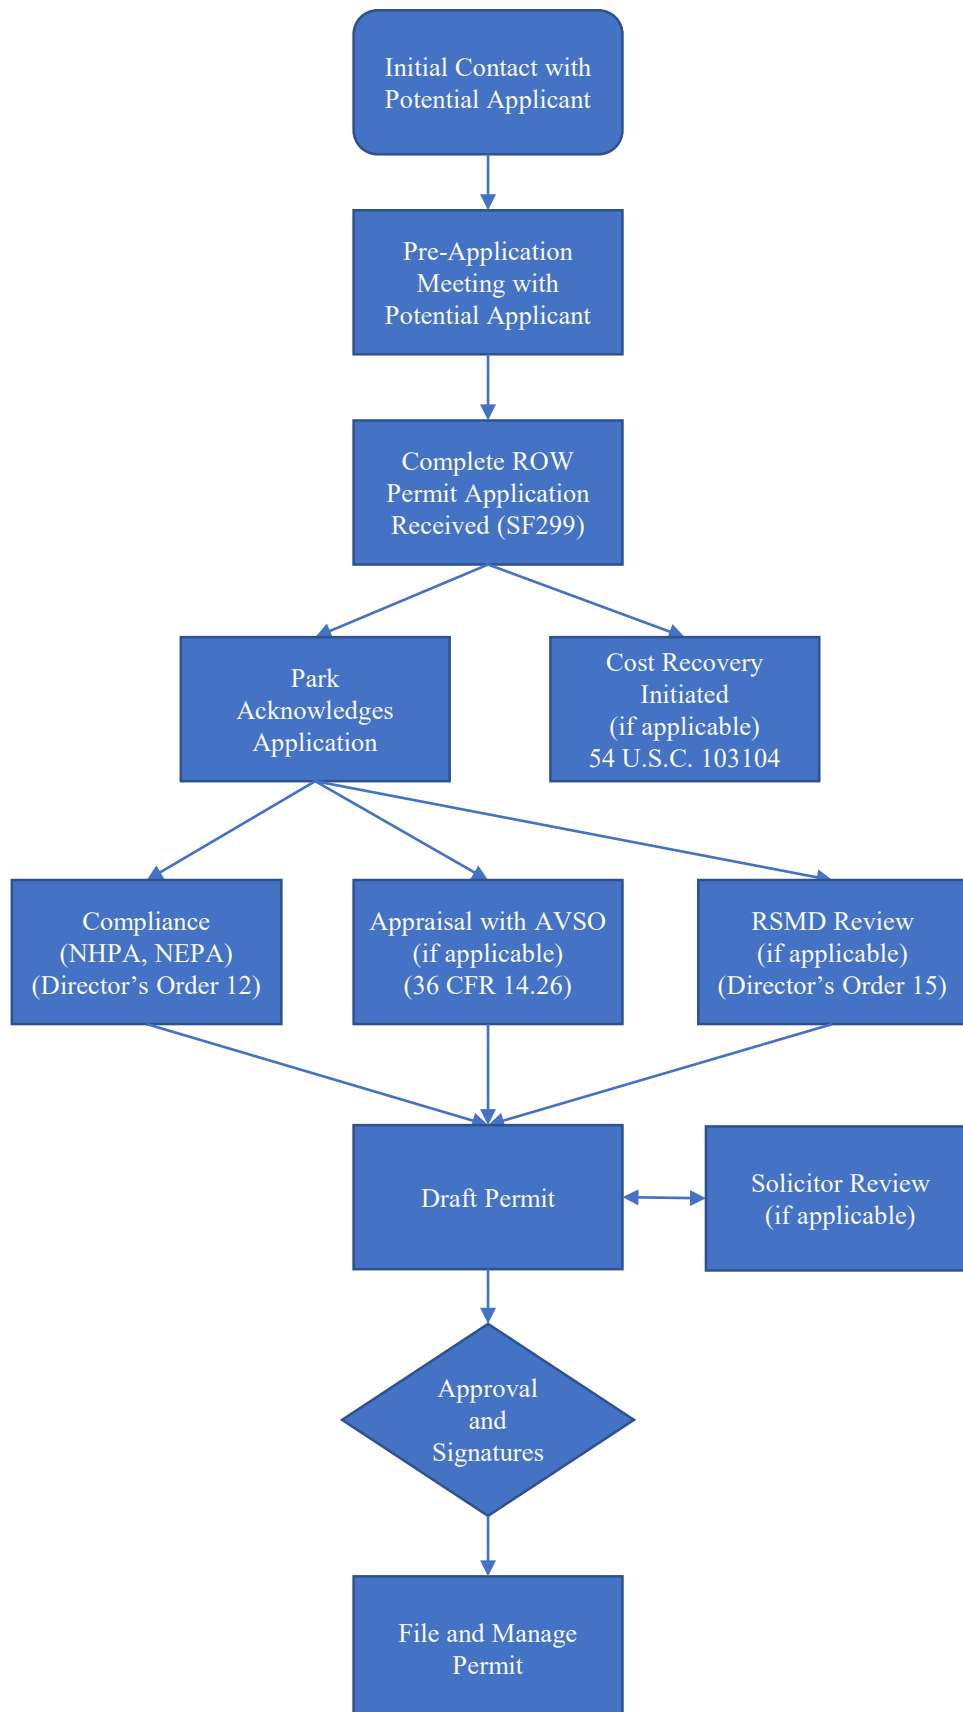 Initial Contact with
Potential Applicant
Pre-Application
Meeting with
Potential Applicant
Complete ROW
Permit Application
Received (SF299)
Park
Acknowledges
Application
Cost Recovery
Initiated
(if applicable)
54 U.S.C. 103104
Compliance
(NHPA, NEPA)
(Director’s Order 12)
Appraisal with AVSO
(if applicable)
(36 CFR 14.26)
RSMD Review
(if applicable)
(Director’s Order 15)
Draft Permit
Solicitor Review
(if applicable)
Approval
and
Signatures
File and Manage
Permit